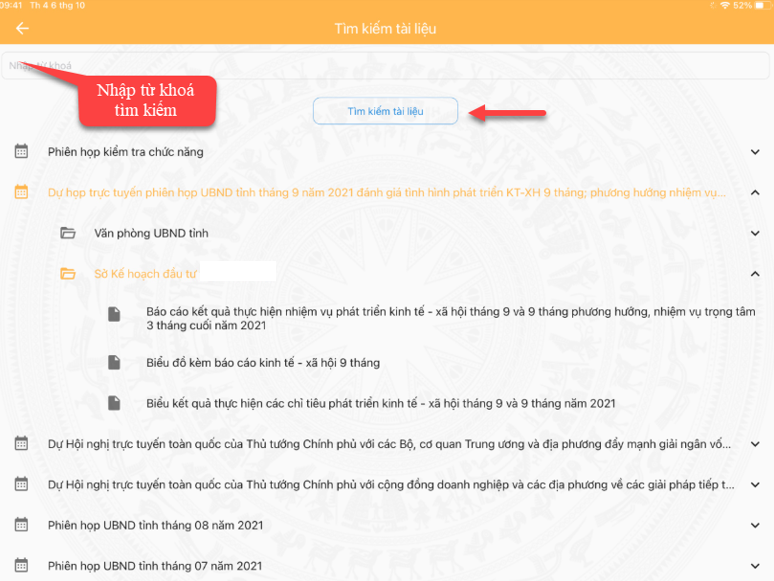 09:41 Th 4 6 thg 10
52%
Tìm kiếm tài liệu
Nhập từ khoá
Nhập từ khoá
tìm kiếm
Tìm kiếm tài liệu
Phiên họp kiểm tra chức năng
Dự họp trực tuyến phiên họp UBND tỉnh tháng 9 năm 2021 đánh giá tình hình phát triển KT-XH 9 tháng; phương hướng nhiệm vụ...
Văn phòng UBND tỉnh
Sở Kế hoạch đầu tư
Báo cáo kết quả thực hiện nhiệm vụ phát triển kinh tế - xã hội tháng 9 và 9 tháng phương hướng, nhiệm vụ trọng tâm
3 tháng cuối năm 2021
Biểu đồ kèm báo cáo kinh tế - xã hội 9 tháng
Biểu kết quả thực hiện các chỉ tiêu phát triển kinh tế - xã hội tháng 9 và 9 tháng năm 2021
Dự Hội nghị trực tuyến toàn quốc của Thủ tướng Chính phủ với các Bộ, cơ quan Trung ương và địa phương đẩy mạnh giải ngân vố...
Dự Hội nghị trực tuyến toàn quốc của Thủ tướng Chính phủ với cộng đồng doanh nghiệp và các địa phương về các giải pháp tiếp t...
Phiên họp UBND tỉnh tháng 08 năm 2021
Phiên họp UBND tỉnh tháng 07 năm 2021